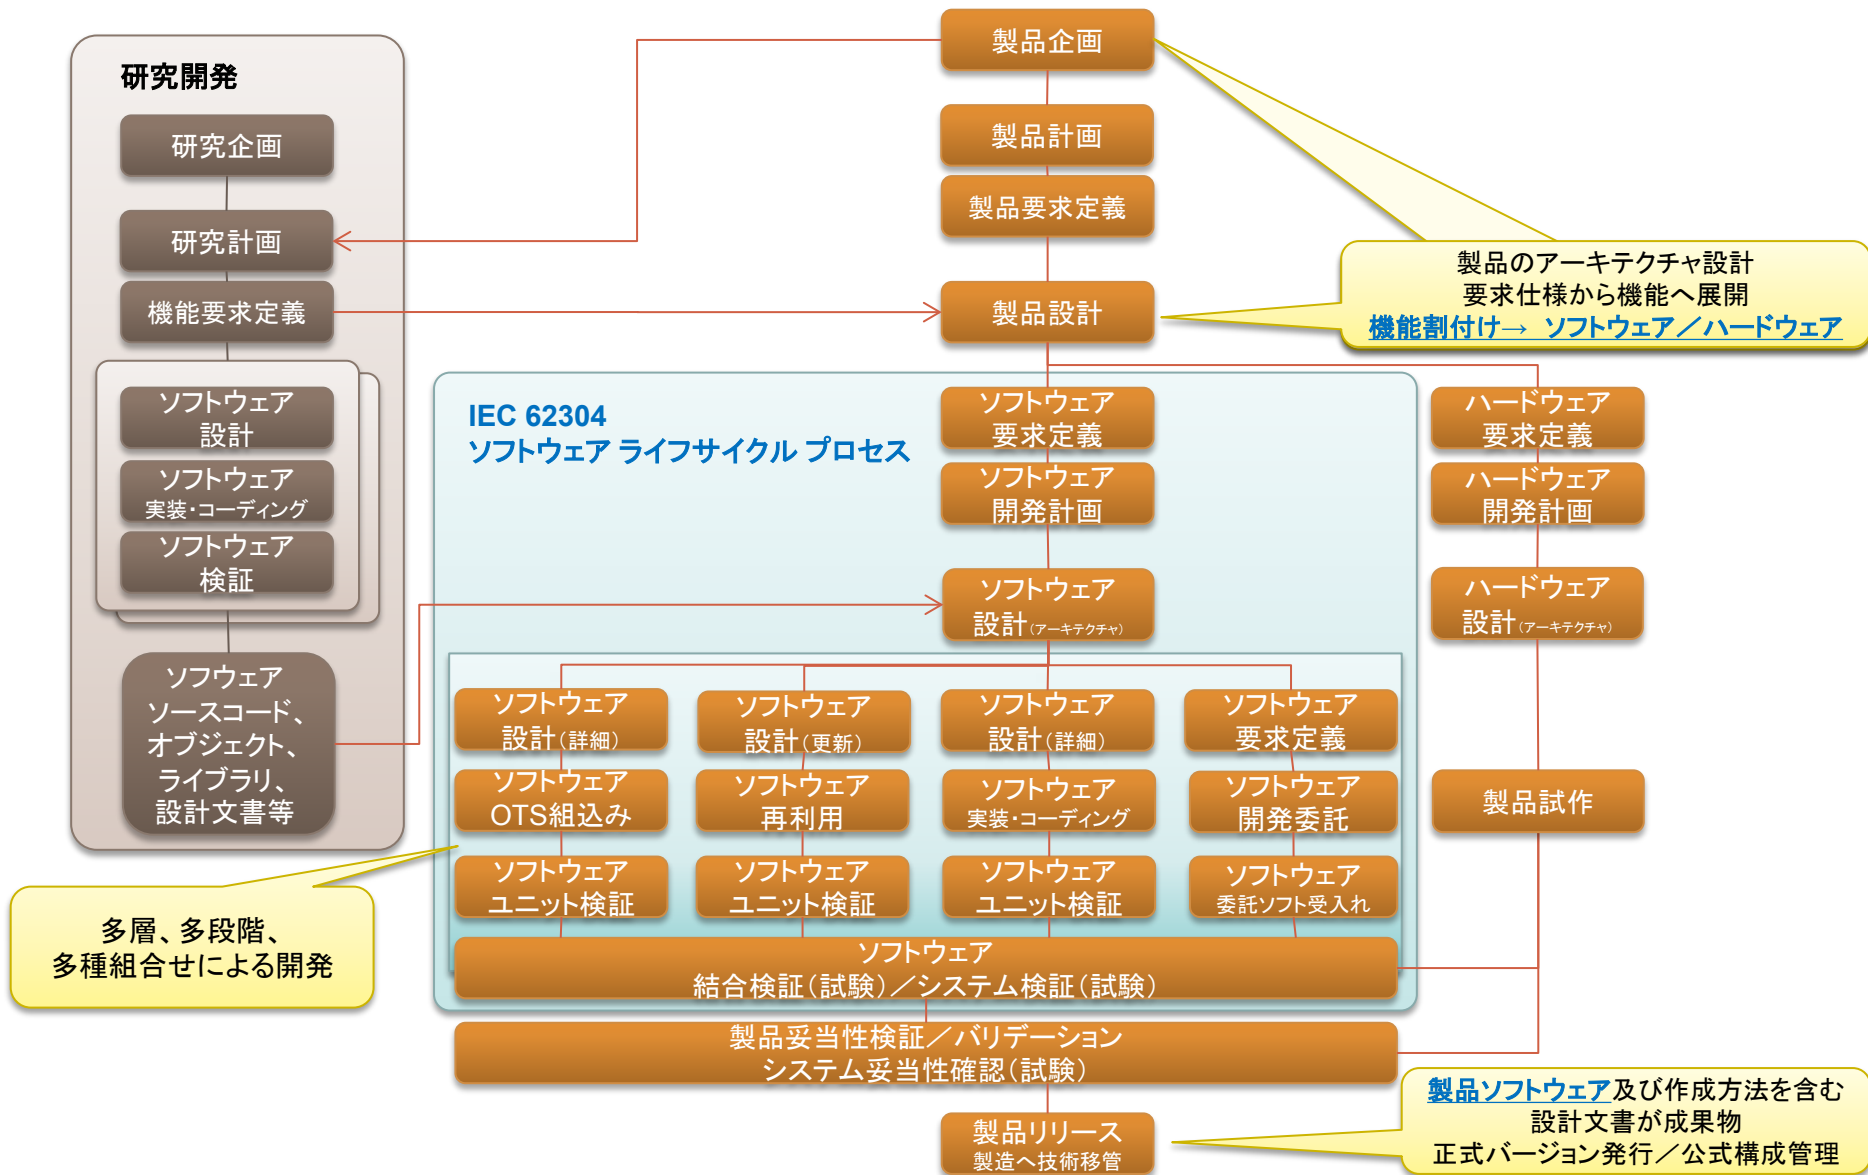 製品企画
研究開発
研究企画
製品計画
製品要求定義
研究計画
機能要求定義
製品設計
製品のアーキテクチャ設計
要求仕様から機能へ展開
機能割付け→ ソフトウェア／ハードウェア
ソフトウェア
設計
ソフトウェア
実装・コーディング
ソフトウェア
検証
ソフウェア
ソースコード、
オブジェクト、
ライブラリ、
設計文書等
IEC 62304
ソフトウェア ライフサイクル プロセス
ソフトウェア
要求定義
ソフトウェア
開発計画
ソフトウェア
設計（アーキテクチャ）
ハードウェア
要求定義
ハードウェア
開発計画
ハードウェア
設計（アーキテクチャ）
ソフトウェア
設計（詳細）
ソフトウェア
OTS組込み
ソフトウェア
ユニット検証
ソフトウェア
設計（更新）
ソフトウェア
再利用
ソフトウェア
ユニット検証
ソフトウェア
設計（詳細）
ソフトウェア
実装・コーディング
ソフトウェア
ユニット検証
ソフトウェア
要求定義
ソフトウェア
開発委託
ソフトウェア
委託ソフト受入れ
製品試作
多層、多段階、
多種組合せによる開発
ソフトウェア
結合検証（試験）／システム検証（試験）
製品妥当性検証／バリデーション
システム妥当性確認（試験）
製品リリース
製造へ技術移管
製品ソフトウェア及び作成方法を含む
設計文書が成果物
正式バージョン発行／公式構成管理